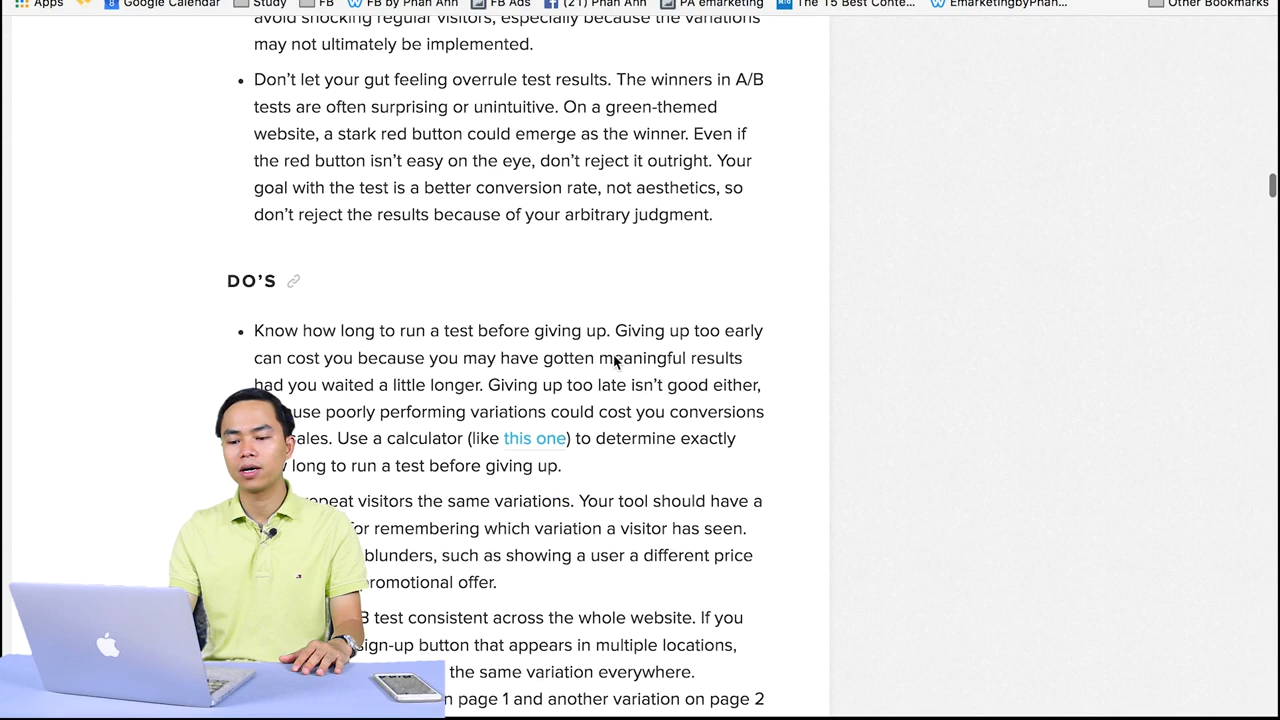 Apps Google Calendar Study FB FB by Phan Anh FB Ads (21) Phan Anh PA emarketing The 15 Best Conte... EmarketingbyPhan... Other Bookmarks
avoid shocking regular visitors, especially because the variations
may not ultimately be implemented.
• Don’t let your gut feeling overrule test results. The winners in A/B
tests are often surprising or unintuitive. On a green-themed
website, a stark red button could emerge as the winner. Even if
the red button isn’t easy on the eye, don’t reject it outright. Your
goal with the test is a better conversion rate, not aesthetics, so
don’t reject the results because of your arbitrary judgment.
DO’S
• Know how long to run a test before giving up. Giving up too early
can cost you because you may have gotten meaningful results
had you waited a little longer. Giving up too late isn’t good either,
use poorly performing variations could cost you conversions
ales. Use a calculator (like this one) to determine exactly
long to run a test before giving up.
epeat visitors the same variations. Your tool should have a
or remembering which variation a visitor has seen.
blunders, such as showing a user a different price
promotional offer.
B test consistent across the whole website. If you
sign-up button that appears in multiple locations,
the same variation everywhere.
n page 1 and another variation on page 2